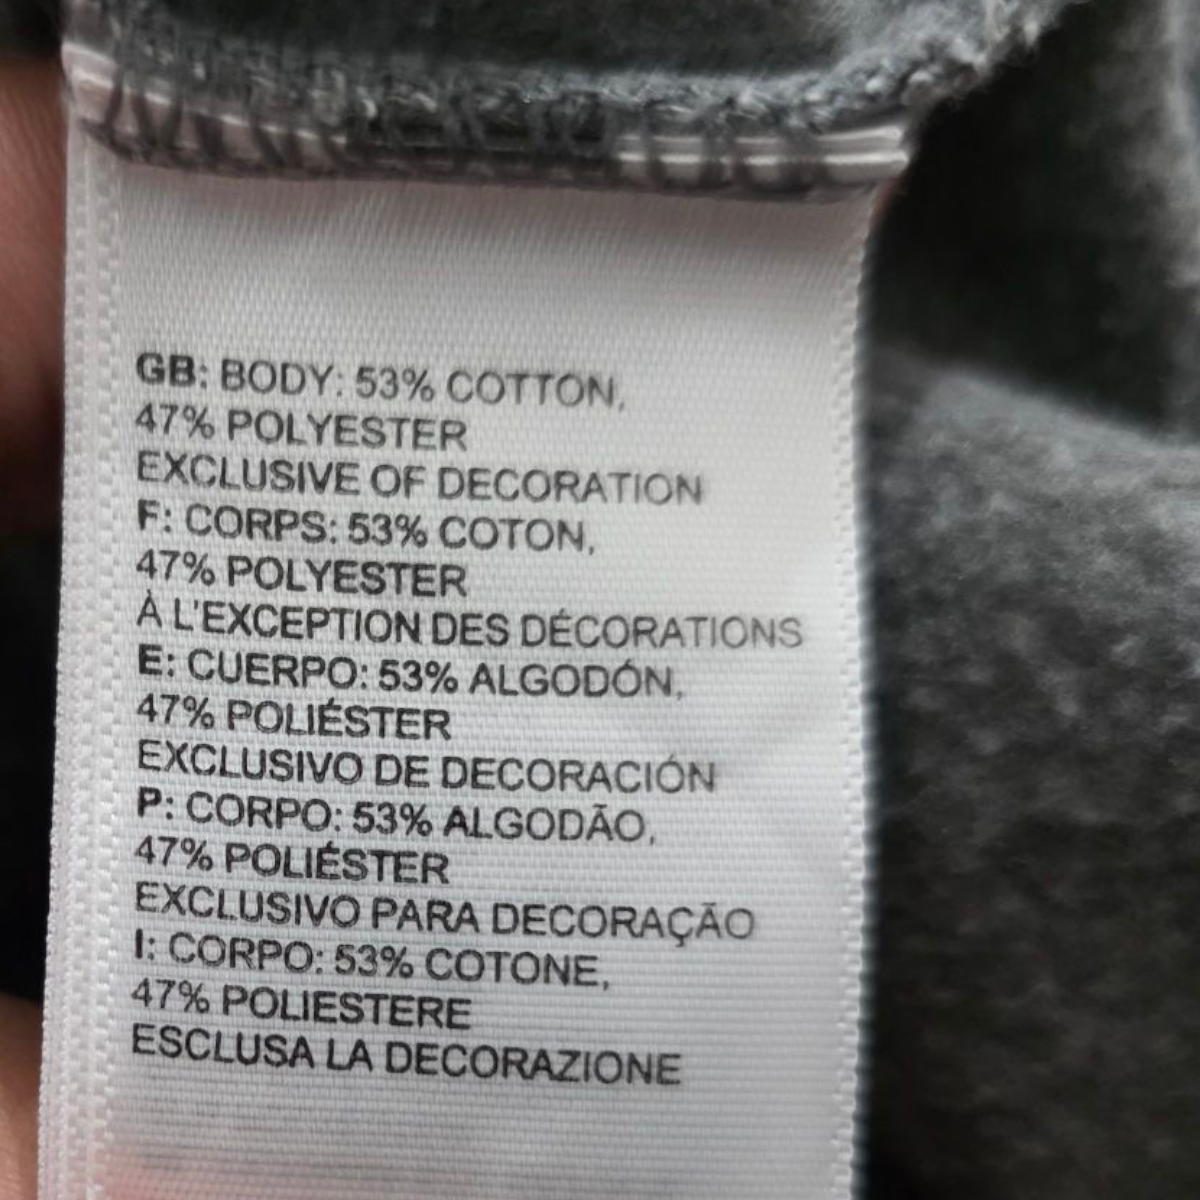 GB: BODY: 53% COTTON,
47% POLYESTER
EXCLUSIVE OF DECORATION
F: CORPS: 53% COTON,
47% POLYESTER
À L'EXCEPTION DES DÉCORATIONS
E: CUERPO: 53% ALGODÓN,
47% POLIÉSTER
EXCLUSIVO DE DECORACIÓN
P: CORPO: 53% ALGODÃO,
47% POLIÉSTER
EXCLUSIVO PARA DECORAÇÃO
I: CORPO: 53% COTONE,
47% POLIESTERE
ESCLUSA LA DECORAZIONE